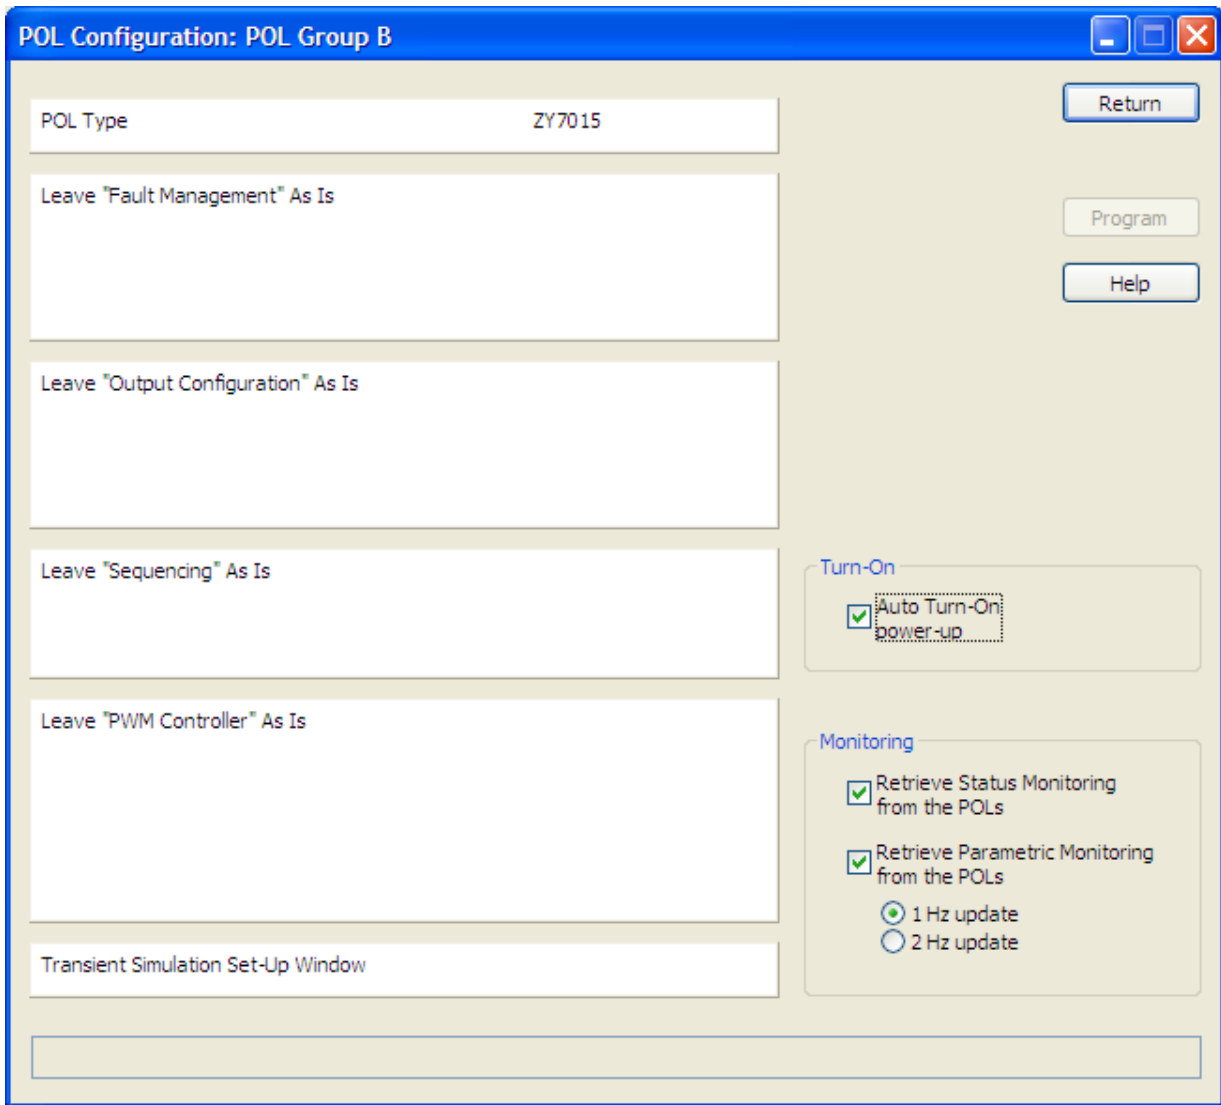 POL Configuration: POL Group B
POL Type ZY7015
Return
Leave "Fault Management" As Is
Program
Help
Leave "Output Configuration" As Is
Leave "Sequencing" As Is
Turn-On
Auto Turn-On
power-up
Leave "PWM Controller" As Is
Monitoring
Retrieve Status Monitoring
from the POLs
Retrieve Parametric Monitoring
from the POLs
1 Hz update
2 Hz update
Transient Simulation Set-Up Window